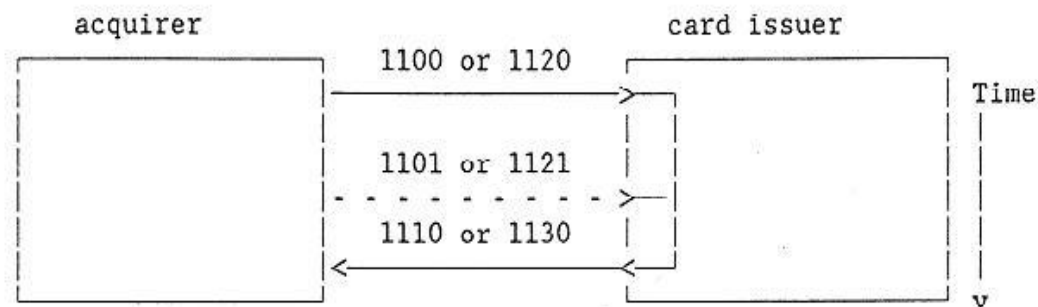 acquirer card issuer
1100 or 1120
Time
1101 or 1121
1110 or 1130
v